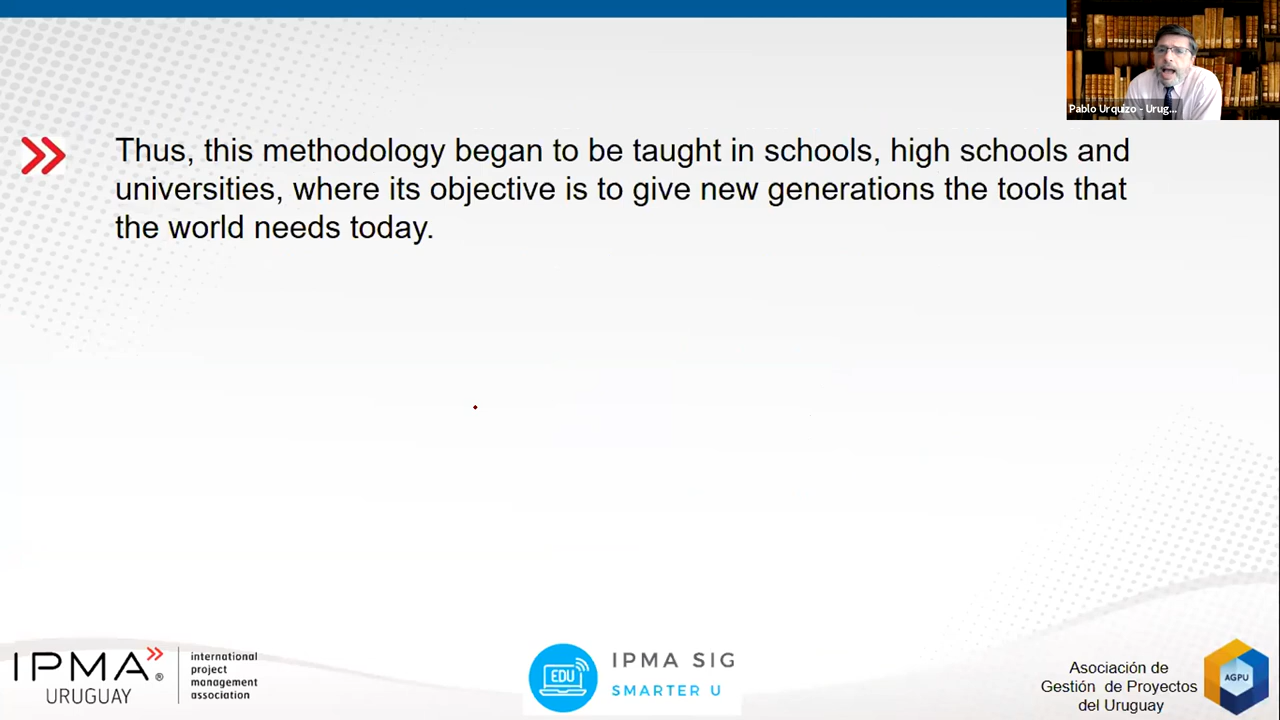 Pablo Urquizo - Urug...
Thus, this methodology began to be taught in schools, high schools and
universities, where its objective is to give new generations the tools that
the world needs today.
IPMA®
URUGUAY
international
project
management
association
EDU
IPMA SIG
SMARTER U
Asociación de
Gestión de Proyectos
del Uruguay
AGPU